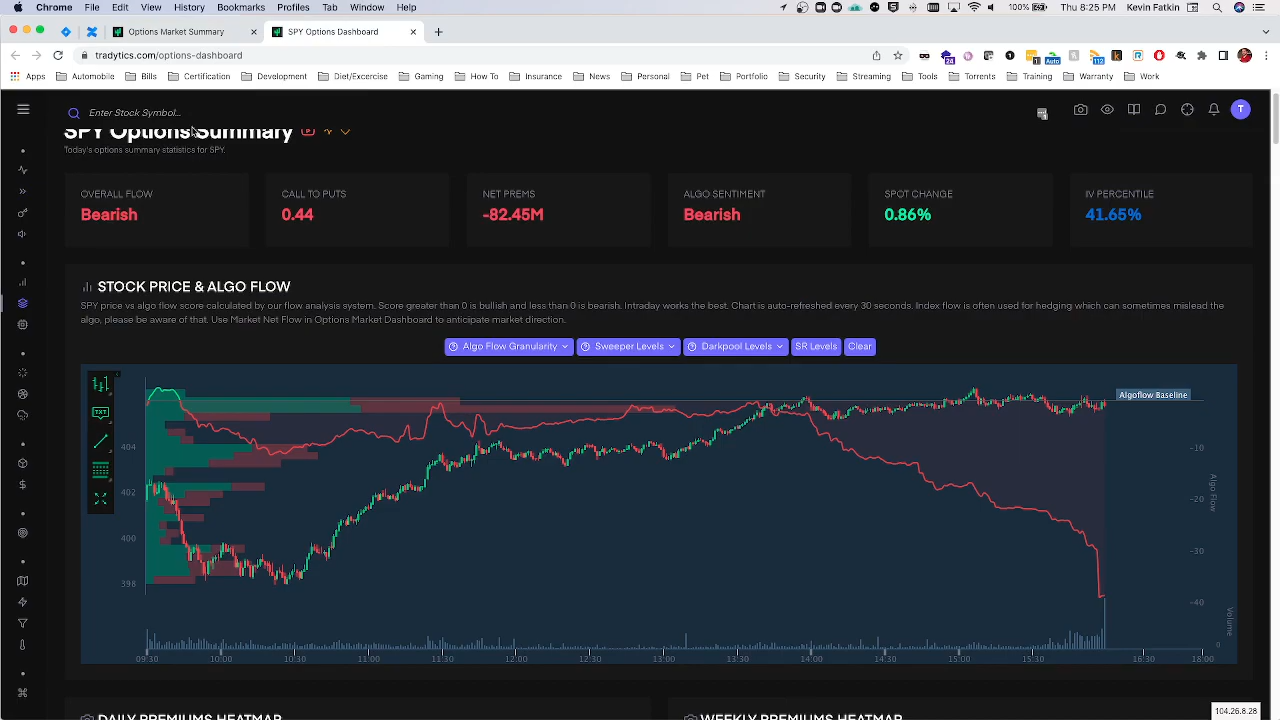 Chrome File Edit View History Bookmarks Profiles Tab Window Help 100% Thu 8:25 PM Kevin Fatkin
Options Market Summary SPY Options Dashboard
tradytics.com/options-dashboard 24 1 Auto 112
Apps Automobile Bills Certification Development Diet/Excercise Gaming How To Insurance News Personal Pet Portfolio Security Streaming Tools Torrents Training Warranty Work
Enter Stock Symbol... T
SPY Options Summary
Today's options summary statistics for SPY.
OVERALL FLOW CALL TO PUTS NET PREMS ALGO SENTIMENT SPOT CHANGE IV PERCENTILE
Bearish 0.44 -82.45M Bearish 0.86% 41.65%
STOCK PRICE & ALGO FLOW
SPY price vs algo flow score calculated by our flow analysis system. Score greater than 0 is bullish and less than 0 is bearish. Intraday works the best. Chart is auto-refreshed every 30 seconds. Index flow is often used for hedging which can sometimes mislead the
algo, please be aware of that. Use Market Net Flow in Options Market Dashboard to anticipate market direction.
Algo Flow Granularity Sweeper Levels Darkpool Levels SR Levels Clear
Algoflow Baseline
TXT
404 -10
402 -20
400 -30
398 -40
Algo Flow
Volume
0
09:30 10:00 10:30 11:00 11:30 12:00 12:30 13:00 13:30 14:00 14:30 15:00 15:30 16:30 18:00
DAILY PREMIUMS HEATMAP WEEKLY PREMIUMS HEATMAP
104.26.8.28